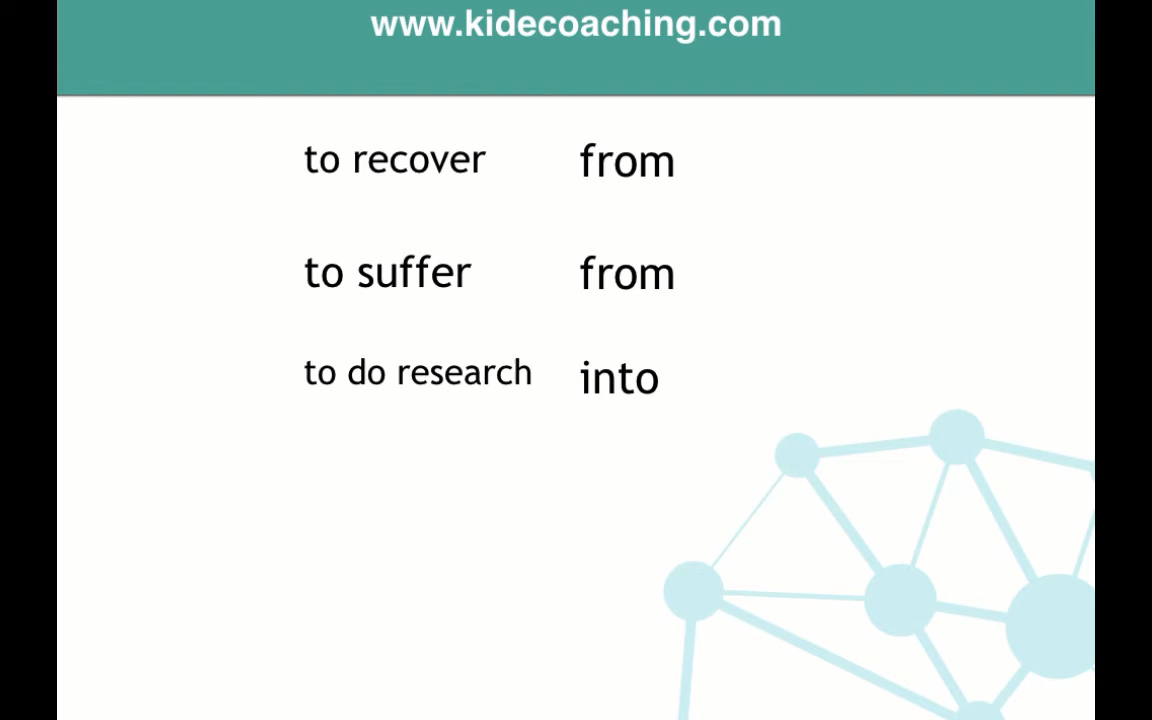 www.kidecoaching.com
to recover from
to suffer from
to do research into